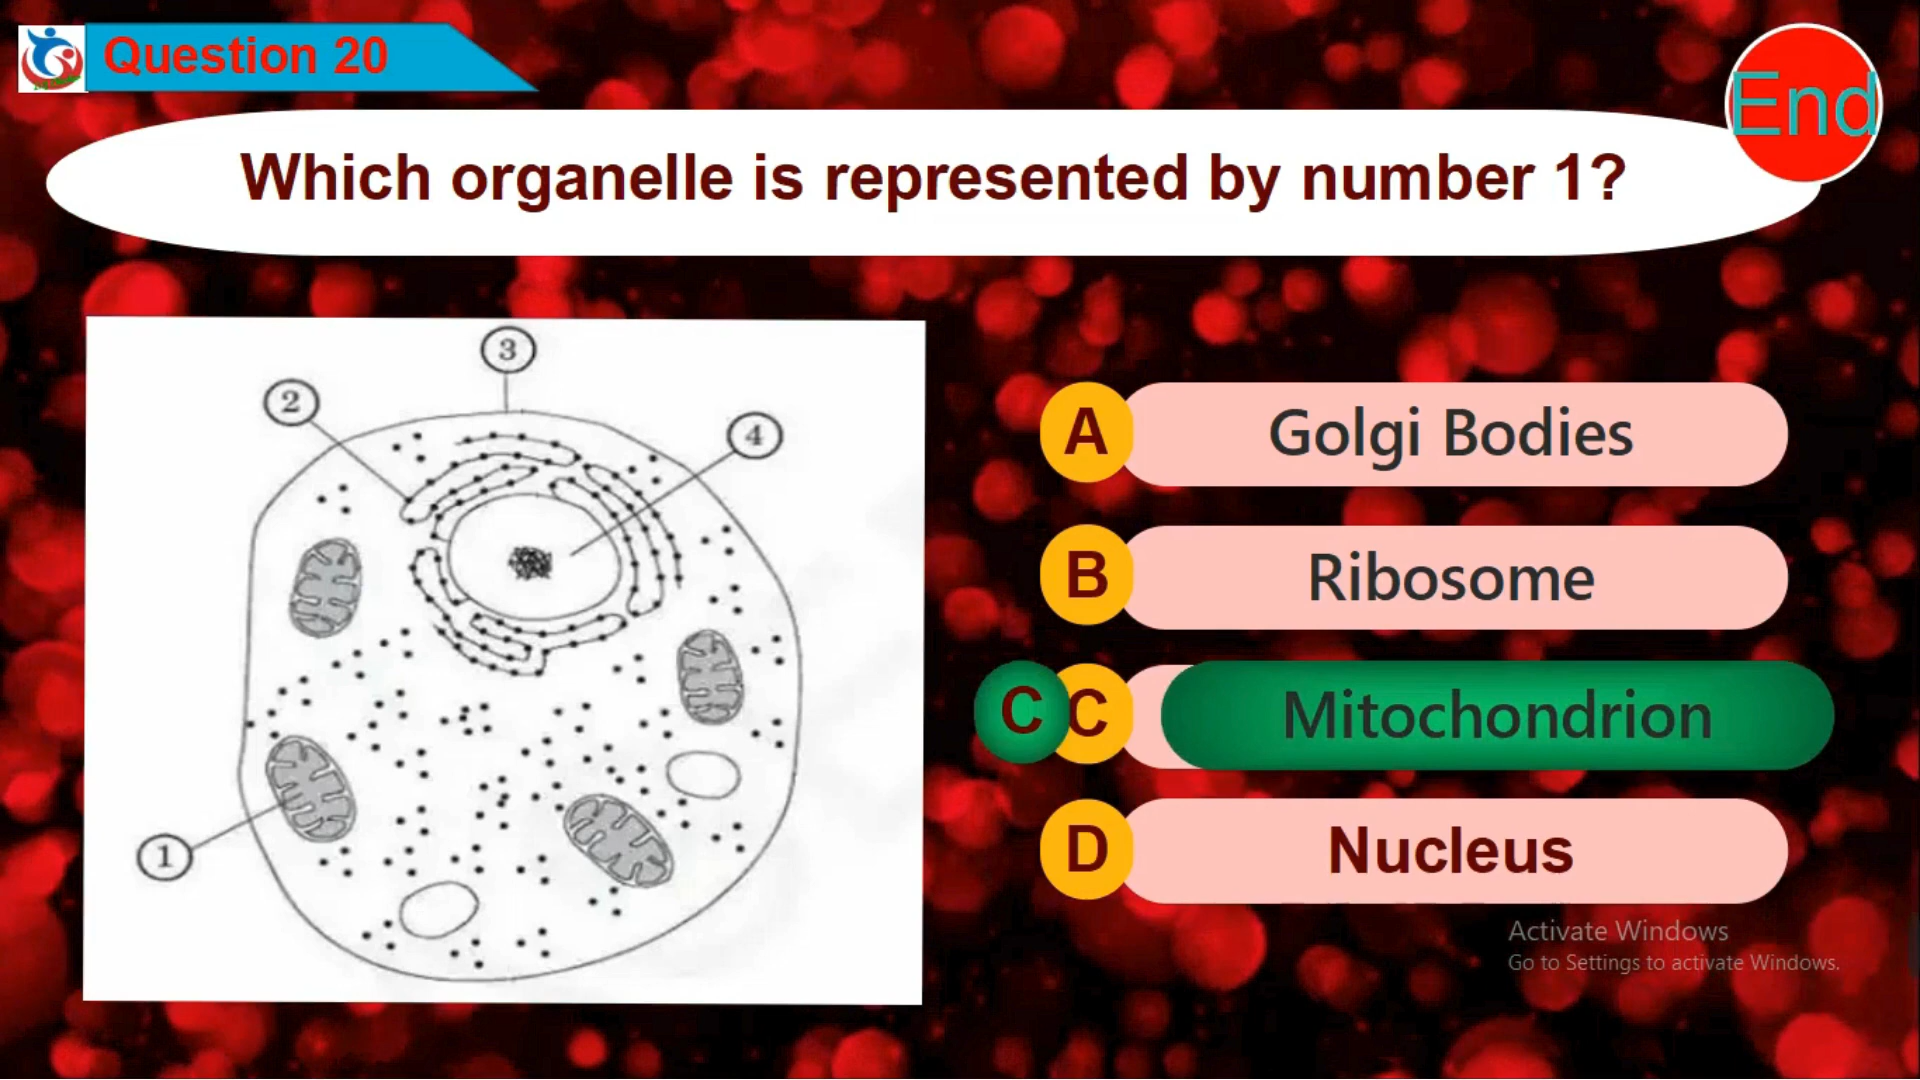 Question 20
End
Which organelle is represented by number 1?
3
2
4
1
A Golgi Bodies
B Ribosome
C C Mitochondrion
D Nucleus
Activate Windows
Go to Settings to activate Windows.